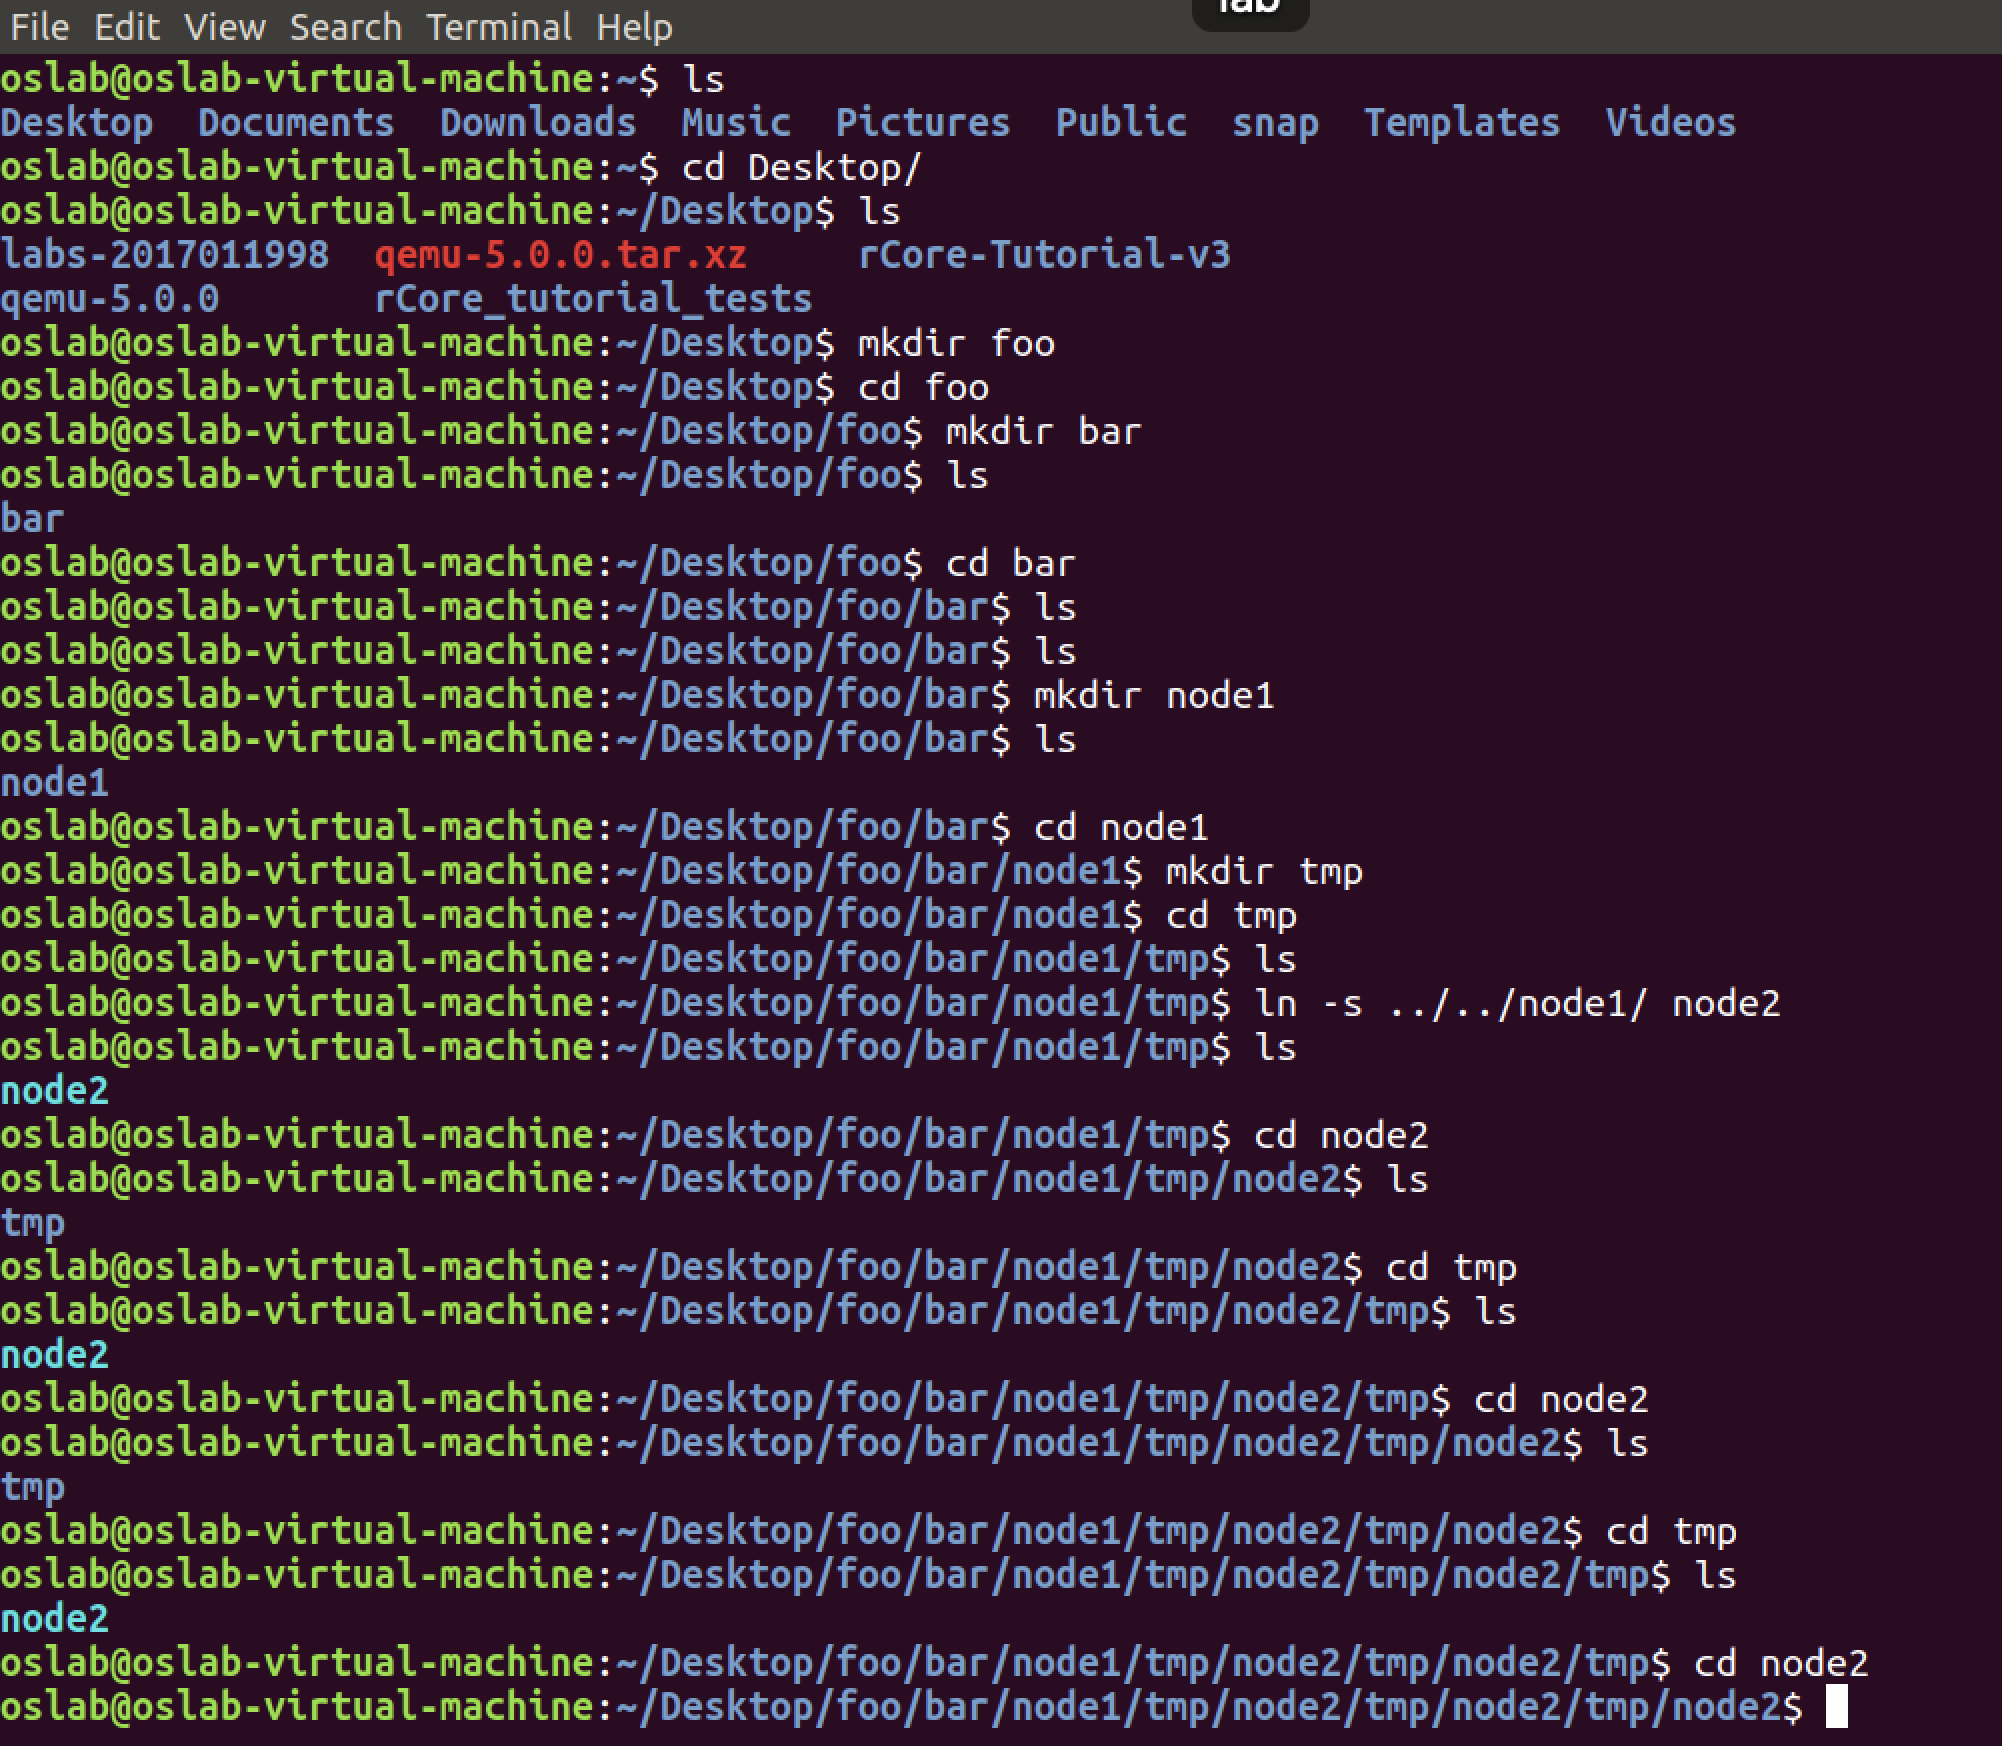 lab
File Edit View Search Terminal Help
oslab@oslab-virtual-machine:~$ ls
Desktop  Documents  Downloads  Music  Pictures  Public  snap  Templates  Videos
oslab@oslab-virtual-machine:~$ cd Desktop/
oslab@oslab-virtual-machine:~/Desktop$ ls
labs-2017011998  qemu-5.0.0.tar.xz     rCore-Tutorial-v3
qemu-5.0.0       rCore_tutorial_tests
oslab@oslab-virtual-machine:~/Desktop$ mkdir foo
oslab@oslab-virtual-machine:~/Desktop$ cd foo
oslab@oslab-virtual-machine:~/Desktop/foo$ mkdir bar
oslab@oslab-virtual-machine:~/Desktop/foo$ ls
bar
oslab@oslab-virtual-machine:~/Desktop/foo$ cd bar
oslab@oslab-virtual-machine:~/Desktop/foo/bar$ ls
oslab@oslab-virtual-machine:~/Desktop/foo/bar$ ls
oslab@oslab-virtual-machine:~/Desktop/foo/bar$ mkdir node1
oslab@oslab-virtual-machine:~/Desktop/foo/bar$ ls
node1
oslab@oslab-virtual-machine:~/Desktop/foo/bar$ cd node1
oslab@oslab-virtual-machine:~/Desktop/foo/bar/node1$ mkdir tmp
oslab@oslab-virtual-machine:~/Desktop/foo/bar/node1$ cd tmp
oslab@oslab-virtual-machine:~/Desktop/foo/bar/node1/tmp$ ls
oslab@oslab-virtual-machine:~/Desktop/foo/bar/node1/tmp$ ln -s ../../node1/ node2
oslab@oslab-virtual-machine:~/Desktop/foo/bar/node1/tmp$ ls
node2
oslab@oslab-virtual-machine:~/Desktop/foo/bar/node1/tmp$ cd node2
oslab@oslab-virtual-machine:~/Desktop/foo/bar/node1/tmp/node2$ ls
tmp
oslab@oslab-virtual-machine:~/Desktop/foo/bar/node1/tmp/node2$ cd tmp
oslab@oslab-virtual-machine:~/Desktop/foo/bar/node1/tmp/node2/tmp$ ls
node2
oslab@oslab-virtual-machine:~/Desktop/foo/bar/node1/tmp/node2/tmp$ cd node2
oslab@oslab-virtual-machine:~/Desktop/foo/bar/node1/tmp/node2/tmp/node2$ ls
tmp
oslab@oslab-virtual-machine:~/Desktop/foo/bar/node1/tmp/node2/tmp/node2$ cd tmp
oslab@oslab-virtual-machine:~/Desktop/foo/bar/node1/tmp/node2/tmp/node2/tmp$ ls
node2
oslab@oslab-virtual-machine:~/Desktop/foo/bar/node1/tmp/node2/tmp/node2/tmp$ cd node2
oslab@oslab-virtual-machine:~/Desktop/foo/bar/node1/tmp/node2/tmp/node2/tmp/node2$